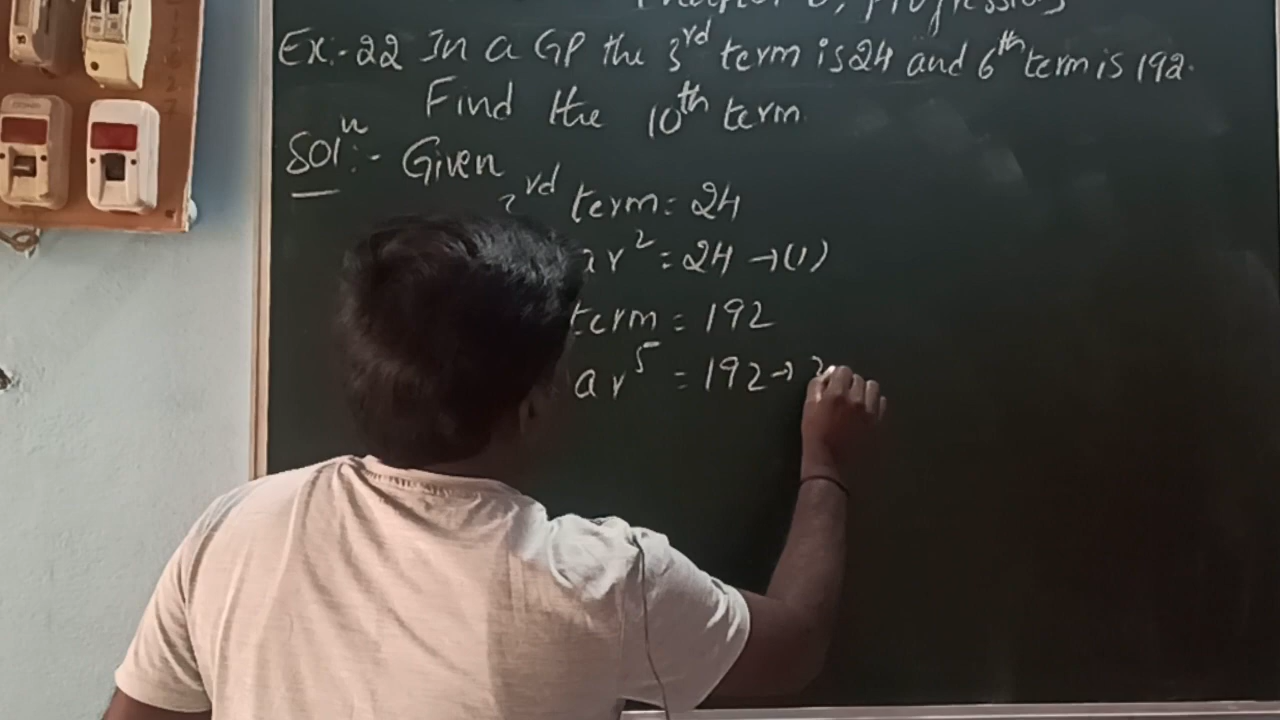 Ex:-22 In a GP the 3rd term is 24 and 6th term is 192.
Find the 10th term
Soln:- Given
rd term = 24
ar² = 24 → (1)
term = 192
ar⁵ = 192 →